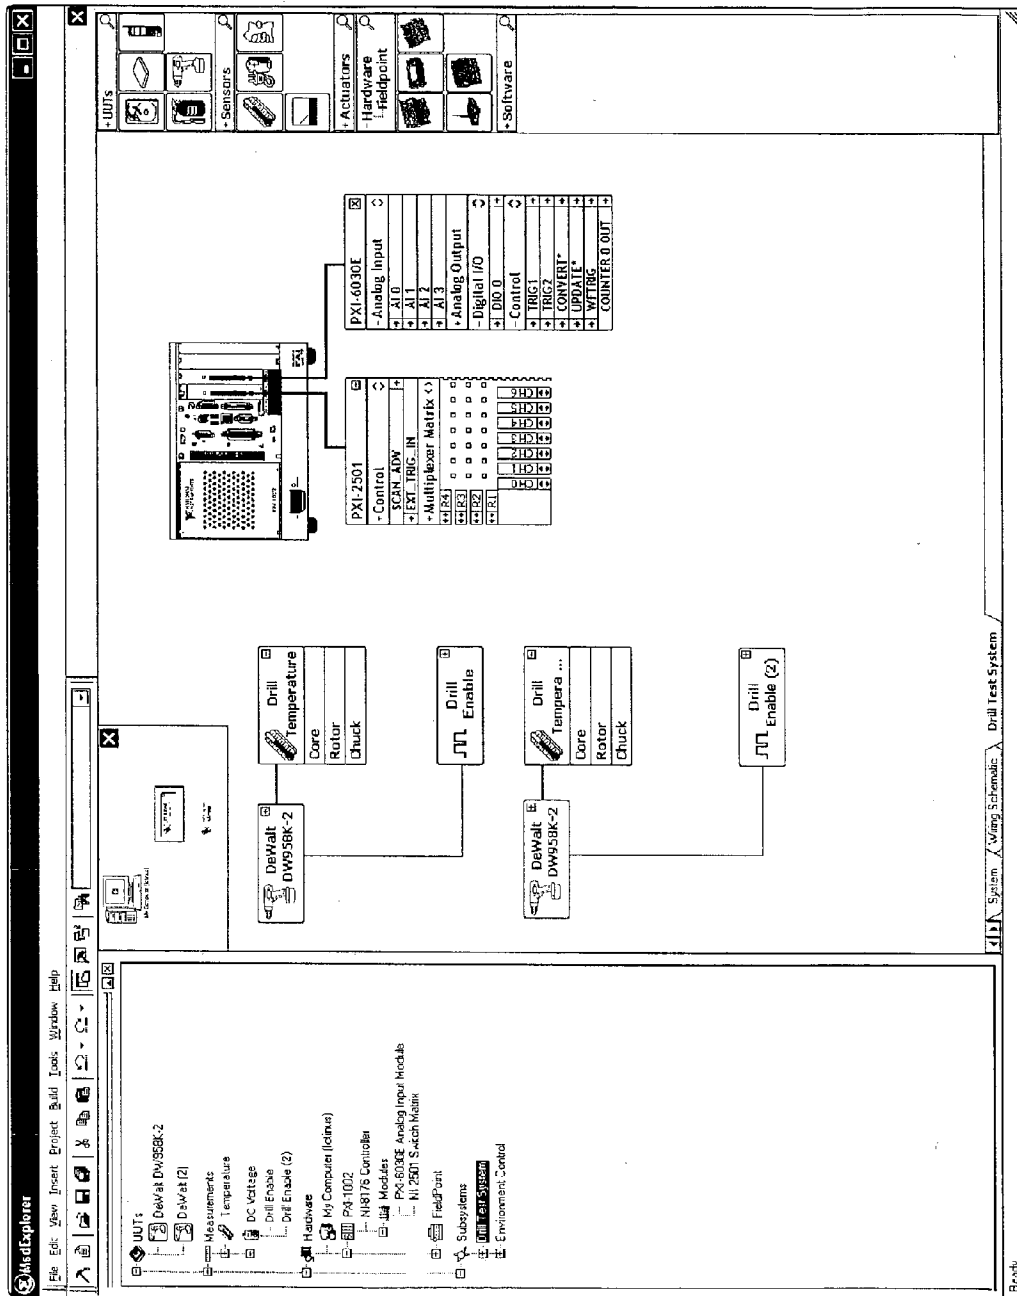 MsdExplorer
File Edit View Insert Project Build Tools Window Help
UUTs
DeWalt DW958K-2
DeWalt (2)
Measurements
Temperature
DC Voltage
Drill Enable
Drill Enable (2)
Hardware
My Computer (Ictinus)
PXI-1002
NI-8176 Controller
Modules
PXI-6030E Analog Input Module
NI 2501 Switch Matrix
FieldPoint
Subsystems
Drill Test System
Environment Control
DeWalt
DW958K-2
Drill
Temperature
Core
Rotor
Chuck
Drill
Enable
DeWalt
DW958K-2
Drill
Tempera ...
Core
Rotor
Chuck
Drill
Enable (2)
PXI-2501
+ Control
SCAN_ADV
EXT_TRIG_IN
+ Multiplexer Matrix
R4
R3
R2
R1
CH0
CH1
CH2
CH3
CH4
CH5
CH6
PXI-6030E
- Analog Input
AI 0
AI 1
AI 2
AI 3
+ Analog Output
- Digital I/O
DIO 0
- Control
TRIG 1
TRIG 2
CONVERT*
UPDATE*
WFTRIG
COUNTER 0 OUT
+ UUTs
+ Sensors
+ Actuators
- Hardware
Fieldpoint
+ Software
System
Wiring Schematic
Drill Test System
Ready